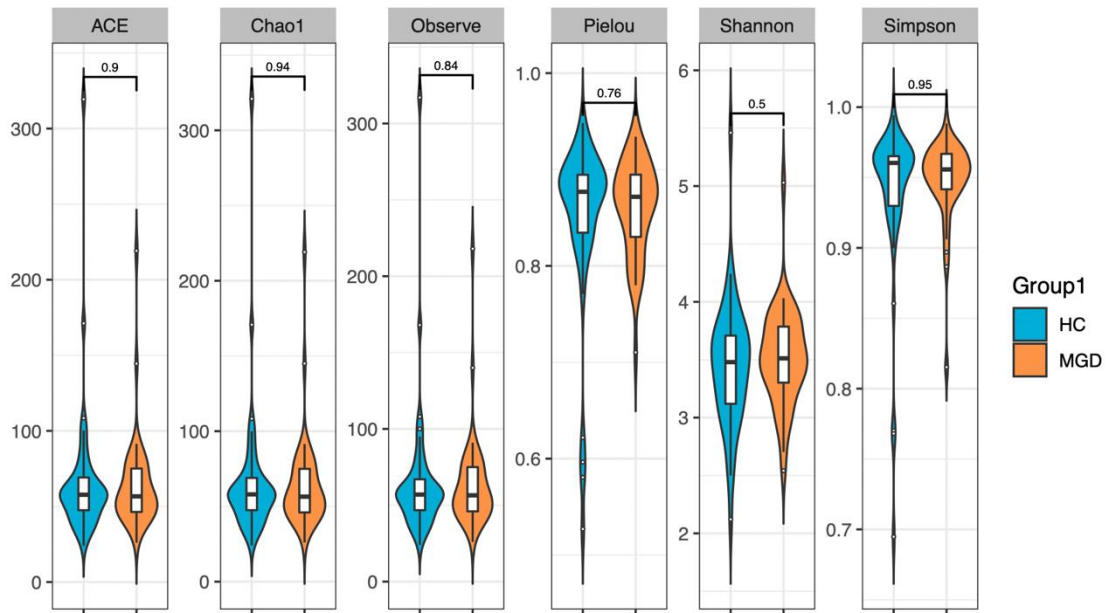 ACE Chao1 Observe Pielou Shannon Simpson
0.9 0.94 0.84 0.76 0.5 0.95
300 300 300 1.0 6 1.0
200 200 200 0.8 5 0.9
100 100 100 0.6 4 0.8
0 0 0 3 0.7
2
Group1
HC
MGD